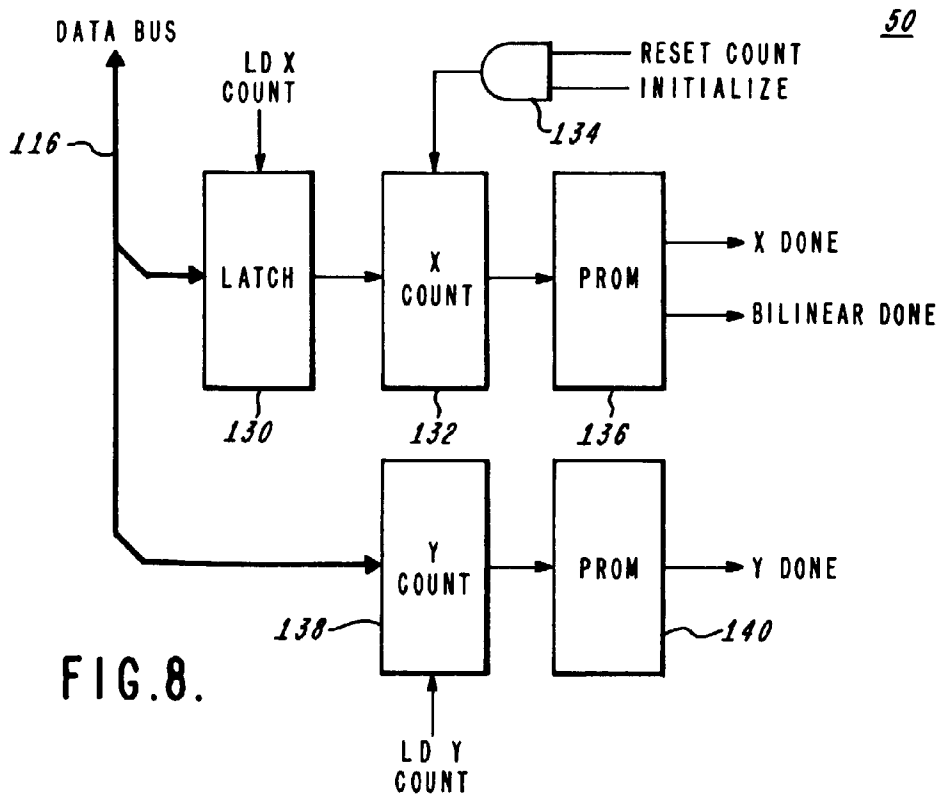 50
DATA BUS
LD X
COUNT
RESET COUNT
INITIALIZE
134
116
LATCH
X
COUNT
PROM
X DONE
BILINEAR DONE
130
132
136
Y
COUNT
PROM
Y DONE
138
140
FIG.8.
LD Y
COUNT